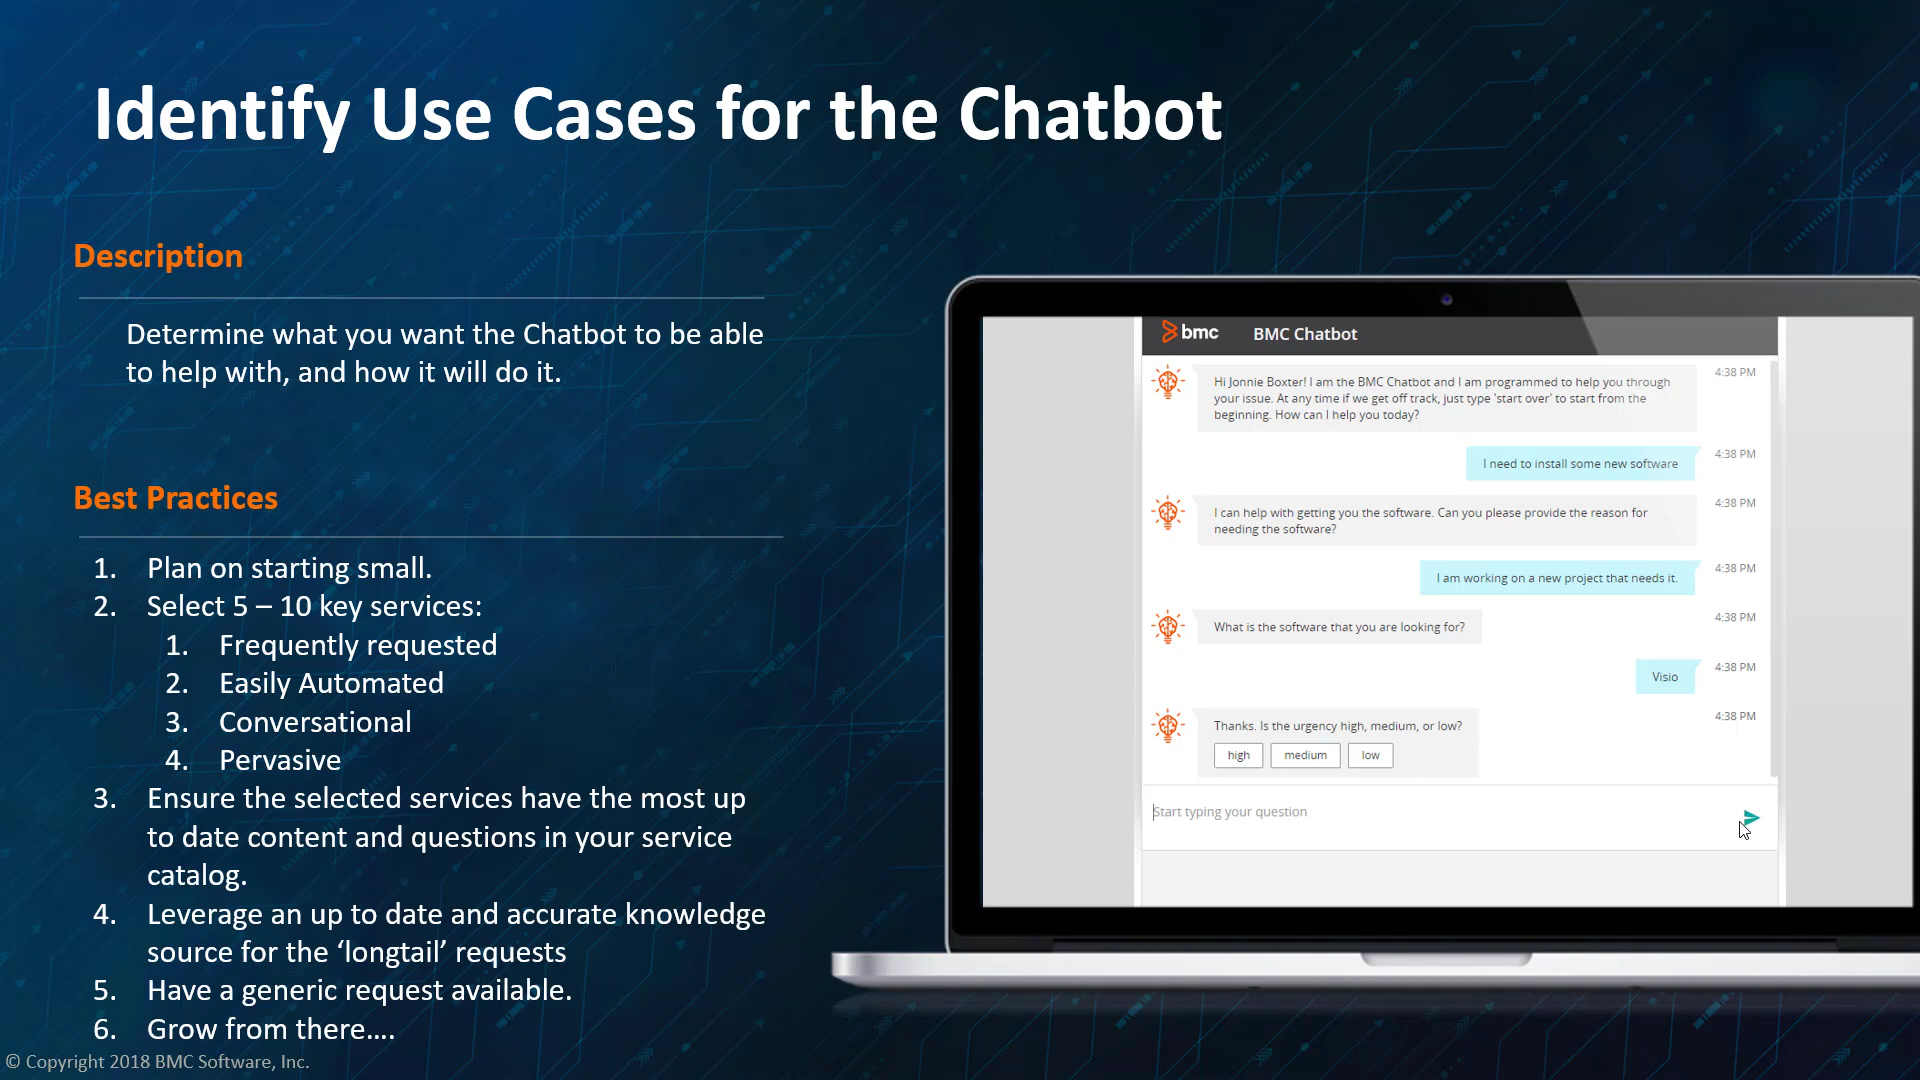 Identify Use Cases for the Chatbot
Description
Determine what you want the Chatbot to be able
to help with, and how it will do it.
Best Practices
1. Plan on starting small.
2. Select 5 – 10 key services:
1. Frequently requested
2. Easily Automated
3. Conversational
4. Pervasive
3. Ensure the selected services have the most up
to date content and questions in your service
catalog.
4. Leverage an up to date and accurate knowledge
source for the ‘longtail’ requests
5. Have a generic request available.
6. Grow from there....
© Copyright 2018 BMC Software, Inc.
bmc BMC Chatbot
Hi Jonnie Boxter! I am the BMC Chatbot and I am programmed to help you through
your issue. At any time if we get off track, just type 'start over' to start from the
beginning. How can I help you today?
4:38 PM
I need to install some new software
4:38 PM
I can help with getting you the software. Can you please provide the reason for
needing the software?
4:38 PM
I am working on a new project that needs it.
4:38 PM
What is the software that you are looking for?
4:38 PM
Visio
4:38 PM
Thanks. Is the urgency high, medium, or low?
4:38 PM
high medium low
Start typing your question